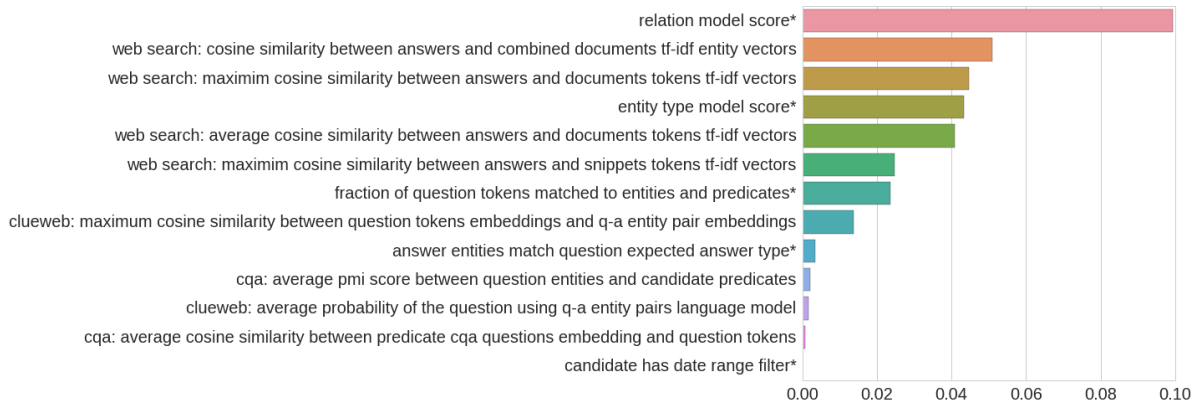 relation model score*
web search: cosine similarity between answers and combined documents tf-idf entity vectors
web search: maximim cosine similarity between answers and documents tokens tf-idf vectors
entity type model score*
web search: average cosine similarity between answers and documents tokens tf-idf vectors
web search: maximim cosine similarity between answers and snippets tokens tf-idf vectors
fraction of question tokens matched to entities and predicates*
clueweb: maximum cosine similarity between question tokens embeddings and q-a entity pair embeddings
answer entities match question expected answer type*
cqa: average pmi score between question entities and candidate predicates
clueweb: average probability of the question using q-a entity pairs language model
cqa: average cosine similarity between predicate cqa questions embedding and question tokens
candidate has date range filter*
0.00 0.02 0.04 0.06 0.08 0.10